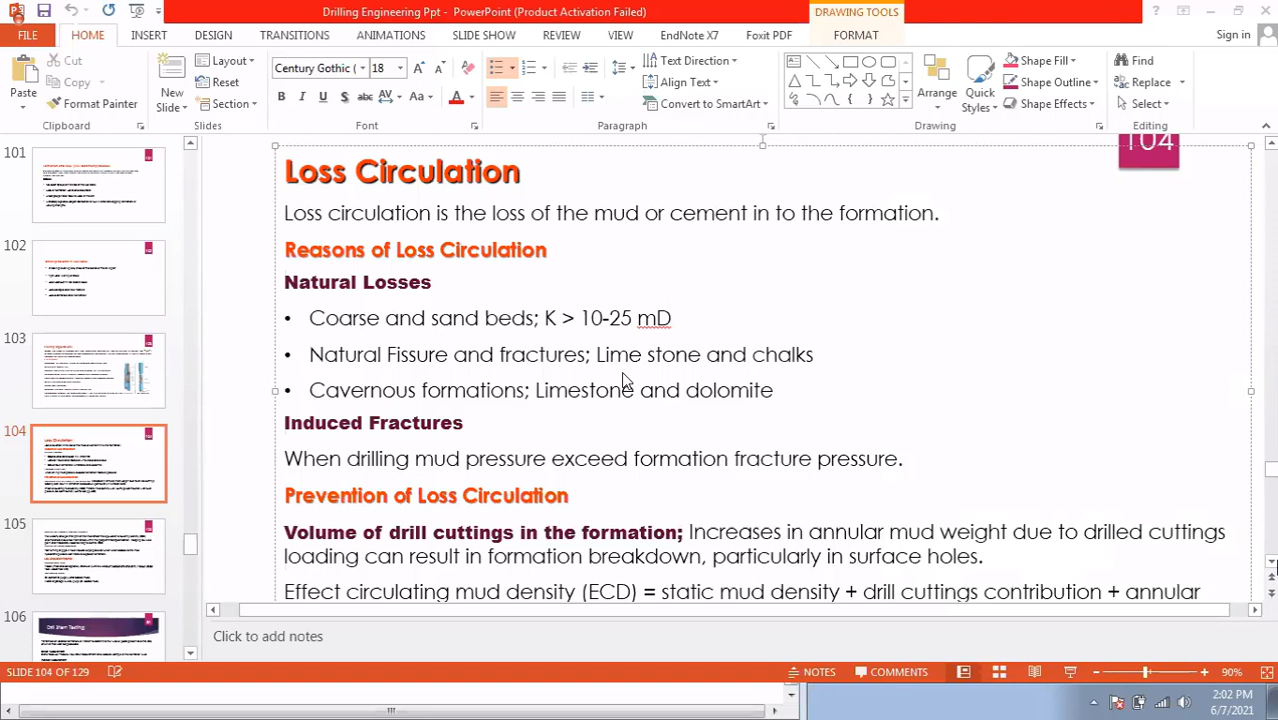 Drilling Engineering Ppt - PowerPoint (Product Activation Failed)
DRAWING TOOLS
FILE HOME INSERT DESIGN TRANSITIONS ANIMATIONS SLIDE SHOW REVIEW VIEW EndNote X7 Foxit PDF FORMAT Sign in
Cut
Copy
Format Painter
Paste
Clipboard
New
Slide
Layout
Reset
Section
Slides
Century Gothic ( 18
Font
Text Direction
Align Text
Convert to SmartArt
Paragraph
Arrange
Quick
Styles
Shape Fill
Shape Outline
Shape Effects
Drawing
Find
Replace
Select
Editing
101
102
103
104
105
106
Drill Stem Testing
104
Loss Circulation
Loss circulation is the loss of the mud or cement in to the formation.
Reasons of Loss Circulation
Natural Losses
• Coarse and sand beds; K > 10-25 mD
• Natural Fissure and fractures; Lime stone and chalks
• Cavernous formations; Limestone and dolomite
Induced Fractures
When drilling mud pressure exceed formation fracture pressure.
Prevention of Loss Circulation
Volume of drill cuttings in the formation; Increase in annular mud weight due to drilled cuttings
loading can result in formation breakdown, particularly in surface holes.
Effect circulating mud density (ECD) = static mud density + drill cuttings contribution + annular
Click to add notes
SLIDE 104 OF 129
NOTES
COMMENTS
90%
2:02 PM
6/7/2021